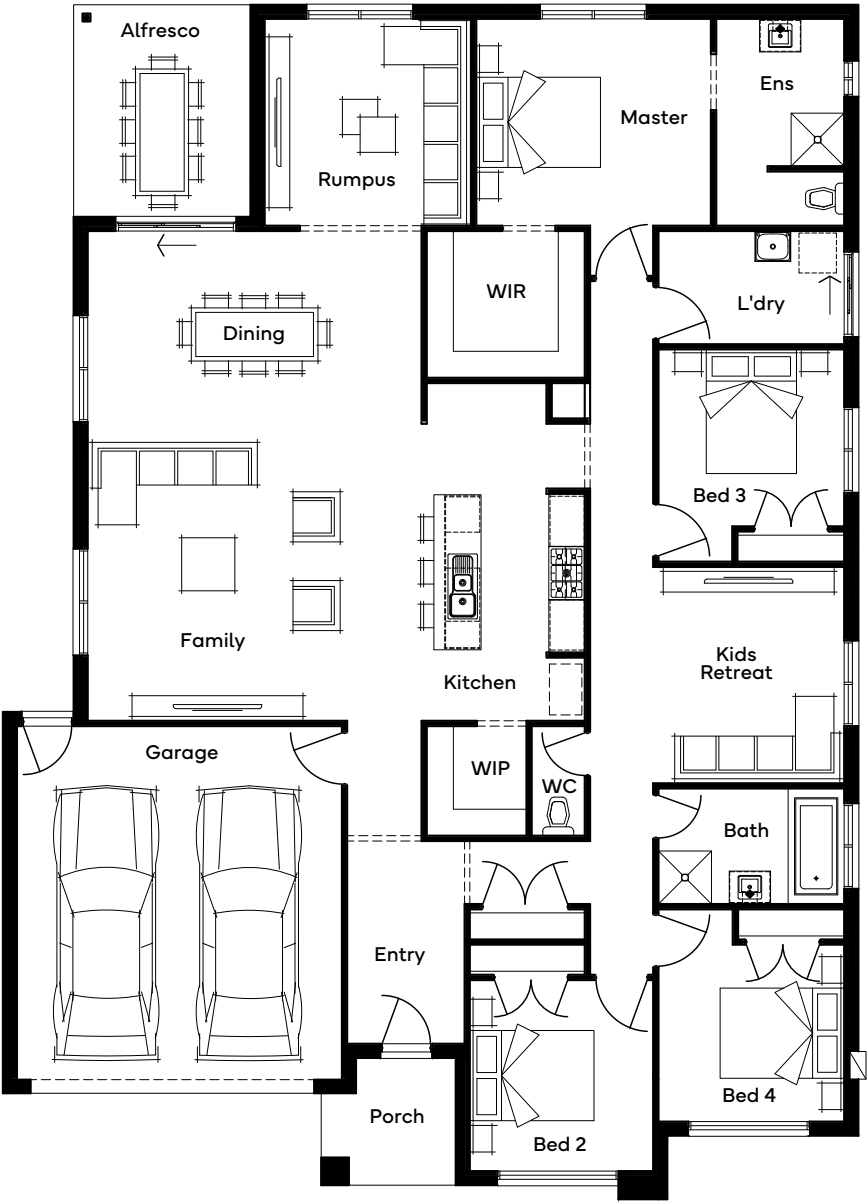 Alfresco
Ens
Master
Rumpus
WIR
L'dry
Dining
Bed 3
Family
Kids
Retreat
Kitchen
Garage
WIP
WC
Bath
Entry
Bed 4
Porch
Bed 2